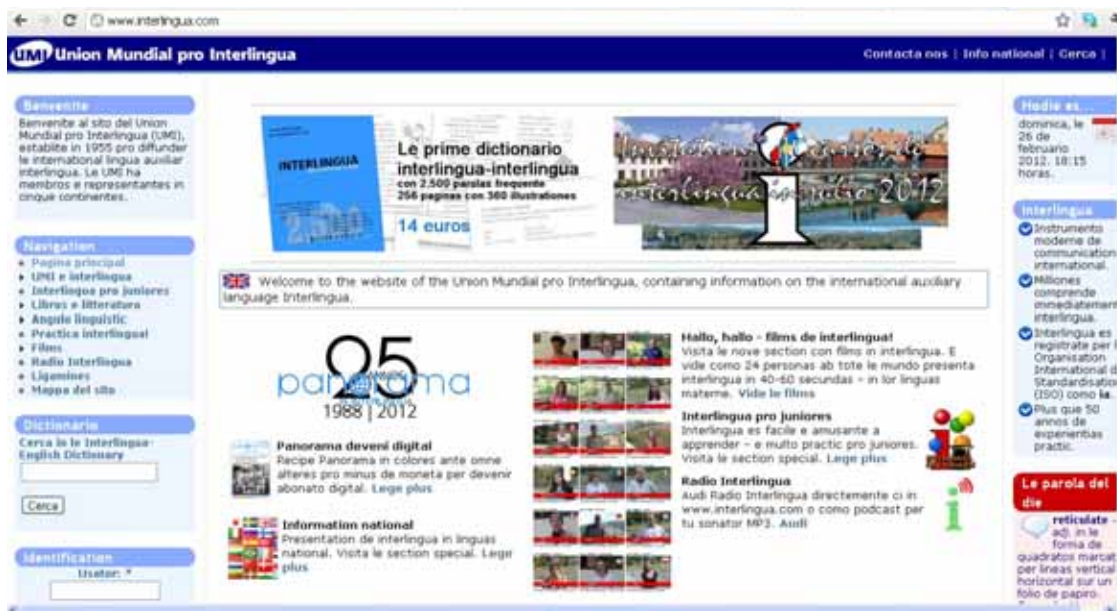 www.interlingua.com
UMI Union Mundial pro Interlingua
Contacta nos | Info national | Cerca |
Benvenite
Benvenite al sito del Union
Mundial pro Interlingua (UMI),
establite in 1955 pro diffunder
le international lingua auxiliar
interlingua. Le UMI ha
membros e representantes in
cinque continentes.
Navigation
Pagina principal
UMI e interlingua
Interlingua pro juniores
Libros e litteratura
Angulo linguistic
Practica interlingua!
Films
Radio Interlingua
Ligamines
Mappa del sito
Dictionario
Cerca in le Interlingua-
English Dictionary
Cerca
Identification
Usator: *
INTERLINGUA
Le prime dictionario
interlingua-interlingua
con 2.500 parolas frequente
256 paginas con 360 illustrationes
14 euros
interlingua in julio 2012
Welcome to the website of the Union Mundial pro Interlingua, containing information on the international auxiliary
language Interlingua.
25
panorama
1988 | 2012
Panorama deveni digital
Recipe Panorama in colores ante omne
alteres pro minus de moneta per devenir
abonato digital. Lege plus
Information national
Presentation de interlingua in linguas
national. Visita le section special. Lege
plus
Hallo, hallo - films de interlingua!
Visita le nove section con films in interlingua. E
vide como 24 personas ab tote le mundo presenta
interlingua in 40-60 secundas - in lor linguas
materne. Vide le films
Interlingua pro juniores
Interlingua es facile e amusante a
apprender - e multo practic pro juniores.
Visita le section special. Lege plus
Radio Interlingua
Audi Radio Interlingua directemente ci in
www.interlingua.com o como podcast per
tu sonator MP3. Audi
Hodie es...
dominica, le
26 de
februario
2012. 18:15
horas.
Interlingua
Instrumento
moderne de
communication
international.
Milliones
comprende
immediatement
interlingua.
Interlingua es
registrate per l
Organisation
International d
Standardisatio
(ISO) como la
Plus que 50
annos de
experientias
practic.
Le parola del
die
reticulate -
adj. in le
forma de
quadratos marcat
per lineas vertical
horizontal sur un
folio de papiro.